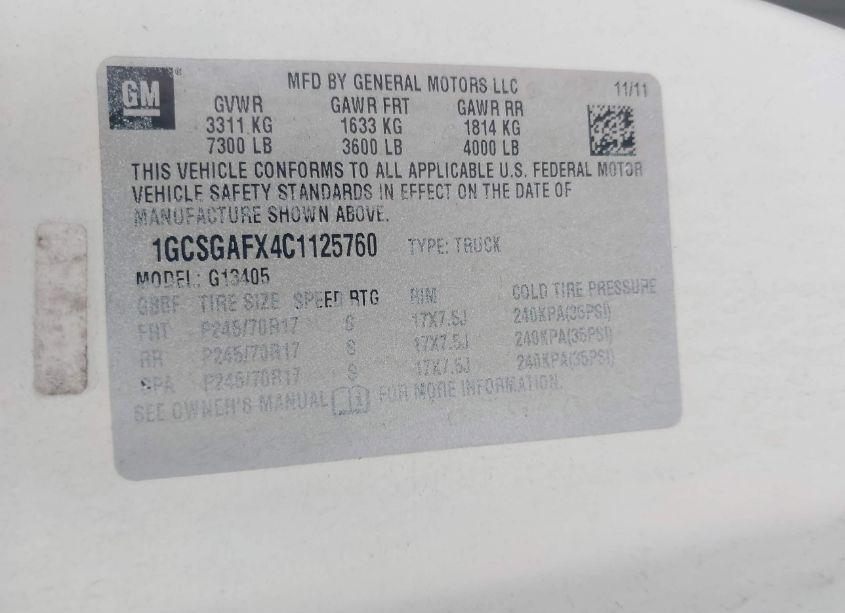 GM
MFD BY GENERAL MOTORS LLC 11/11
GVWR GAWR FRT GAWR RR
3311 KG 1633 KG 1814 KG
7300 LB 3600 LB 4000 LB
THIS VEHICLE CONFORMS TO ALL APPLICABLE U.S. FEDERAL MOTOR
VEHICLE SAFETY STANDARDS IN EFFECT ON THE DATE OF
MANUFACTURE SHOWN ABOVE.
1GCSGAFX4C1125760 TYPE: TRUCK
MODEL: G13405
TIRE SIZE SPEED RTG RIM COLD TIRE PRESSURE
FRT P245/70R17 S 17X7.5J 240KPA(35PSI)
RR P245/70R17 S 17X7.5J 240KPA(35PSI)
SPA P245/70R17 S 17X7.5J 240KPA(35PSI)
SEE OWNER'S MANUAL FOR MORE INFORMATION.